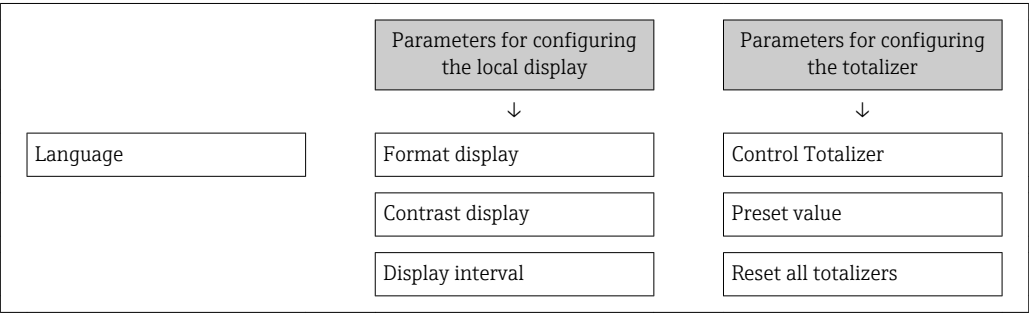 Parameters for configuring
the local display
Parameters for configuring
the totalizer
↓
↓
Language
Format display
Control Totalizer
Contrast display
Preset value
Display interval
Reset all totalizers